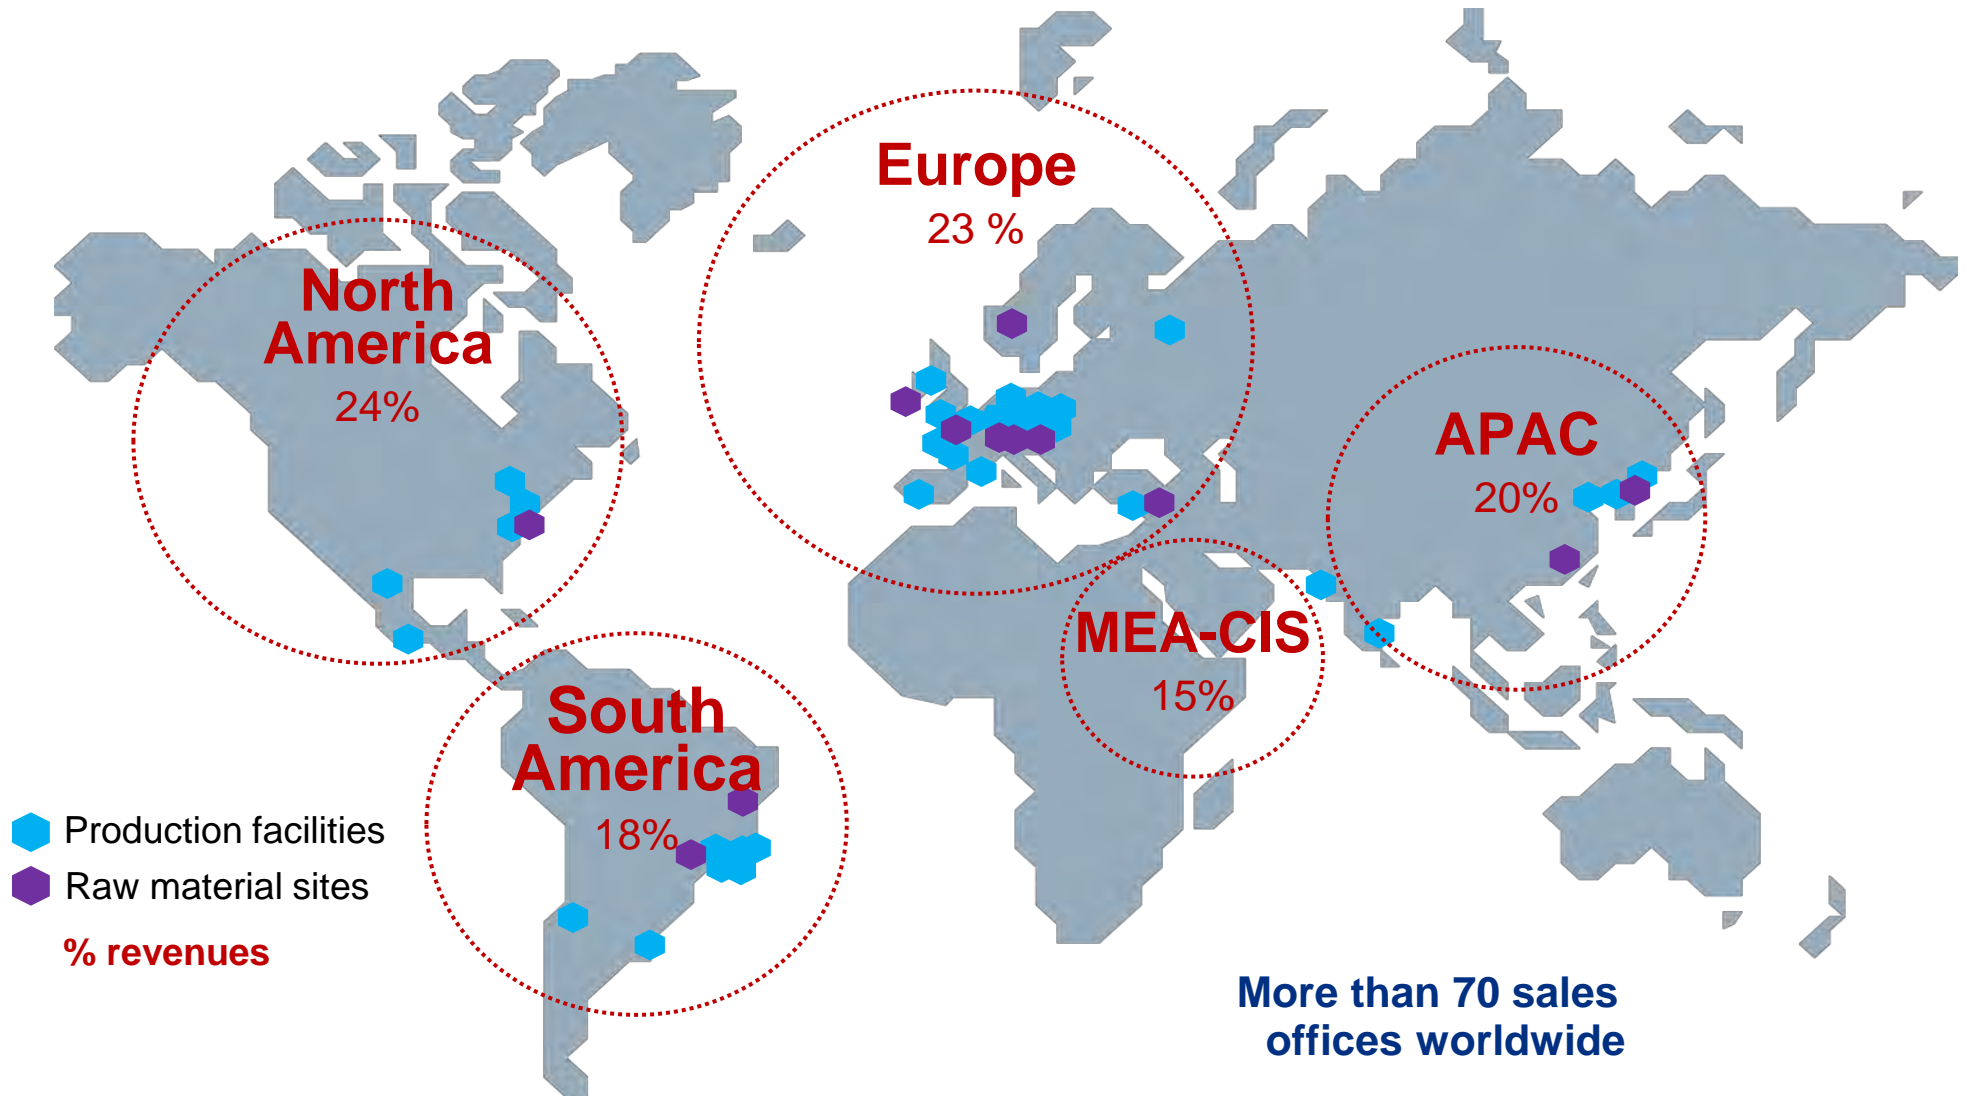 Europe
23 %
North
America
24%
APAC
20%
MEA-CIS
15%
South
America
18%
Production facilities
Raw material sites
% revenues
More than 70 sales
offices worldwide